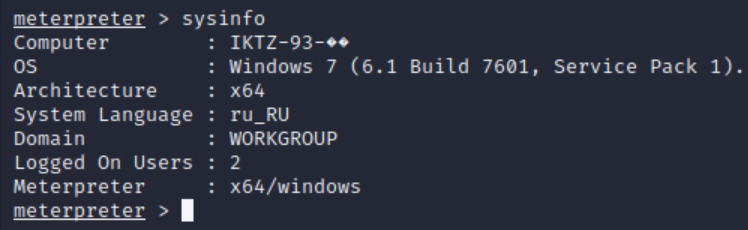 meterpreter > sysinfo
Computer        : IKTZ-93-��
OS              : Windows 7 (6.1 Build 7601, Service Pack 1).
Architecture    : x64
System Language : ru_RU
Domain          : WORKGROUP
Logged On Users : 2
Meterpreter     : x64/windows
meterpreter >